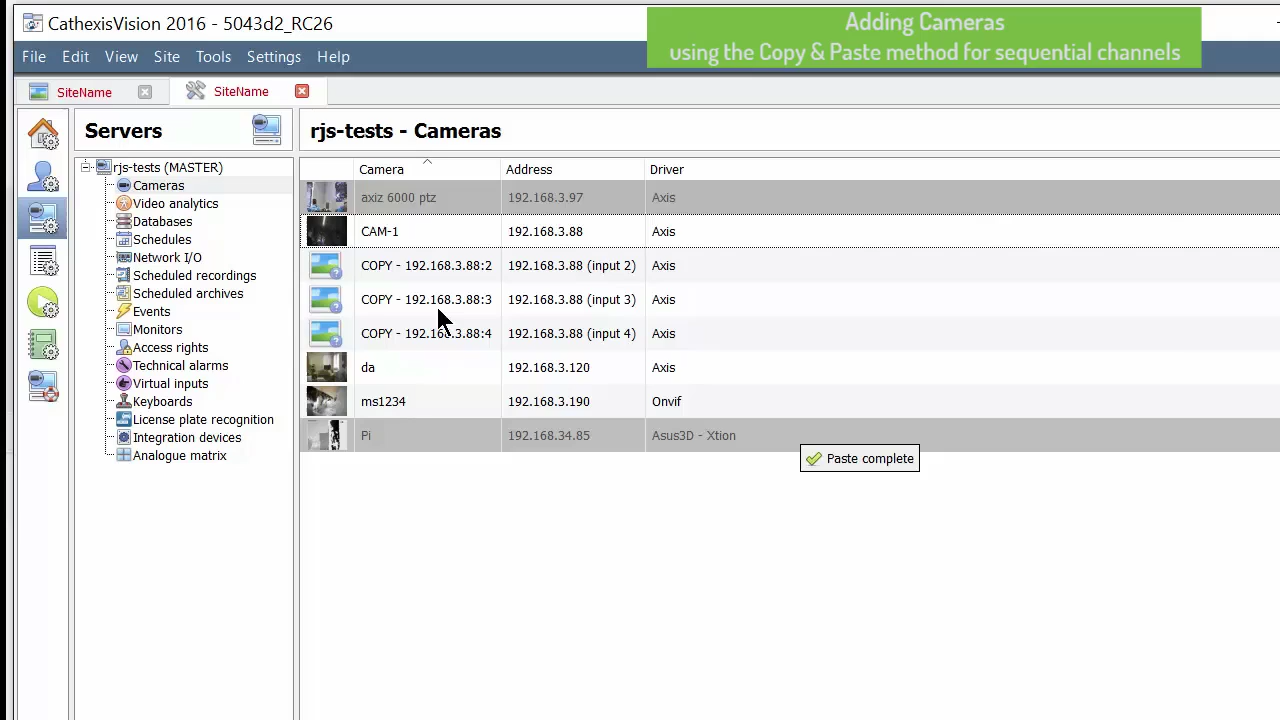 CathexisVision 2016 - 5043d2_RC26
Adding Cameras
using the Copy & Paste method for sequential channels
File Edit View Site Tools Settings Help
SiteName SiteName
Servers
rjs-tests - Cameras
rjs-tests (MASTER)
Cameras
Video analytics
Databases
Schedules
Network I/O
Scheduled recordings
Scheduled archives
Events
Monitors
Access rights
Technical alarms
Virtual inputs
Keyboards
License plate recognition
Integration devices
Analogue matrix
Camera Address Driver
axiz 6000 ptz 192.168.3.97 Axis
CAM-1 192.168.3.88 Axis
COPY - 192.168.3.88:2 192.168.3.88 (input 2) Axis
COPY - 192.168.3.88:3 192.168.3.88 (input 3) Axis
COPY - 192.168.3.88:4 192.168.3.88 (input 4) Axis
da 192.168.3.120 Axis
ms1234 192.168.3.190 Onvif
Pi 192.168.34.85 Asus3D - Xtion
Paste complete